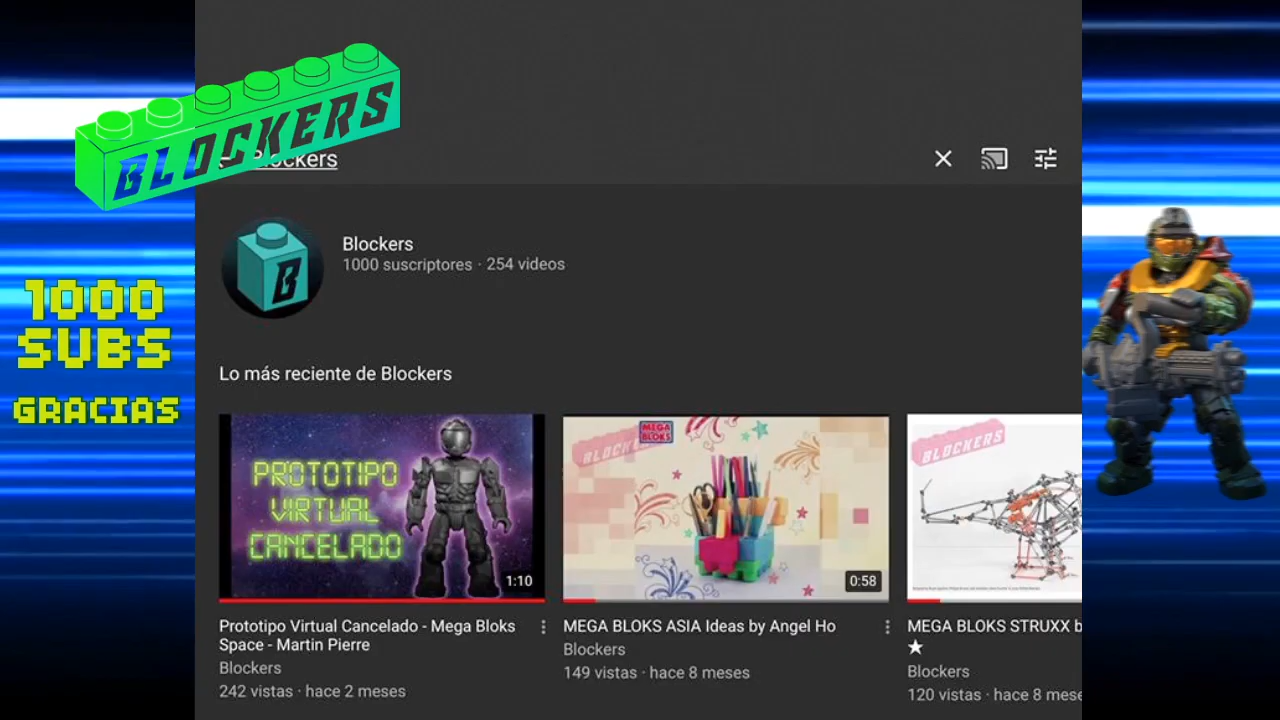 BLOCKERS
Blockers
1000
SUBS
GRACIAS
B
Blockers
1000 suscriptores · 254 videos
Lo más reciente de Blockers
PROTOTIPO
VIRTUAL
CANCELADO
1:10
MEGA
BLOKS
BLOCKERS
0:58
BLOCKERS
Prototipo Virtual Cancelado - Mega Bloks
Space - Martin Pierre
Blockers
242 vistas · hace 2 meses
MEGA BLOKS ASIA Ideas by Angel Ho
Blockers
149 vistas · hace 8 meses
MEGA BLOKS STRUXX b
★
Blockers
120 vistas · hace 8 mese